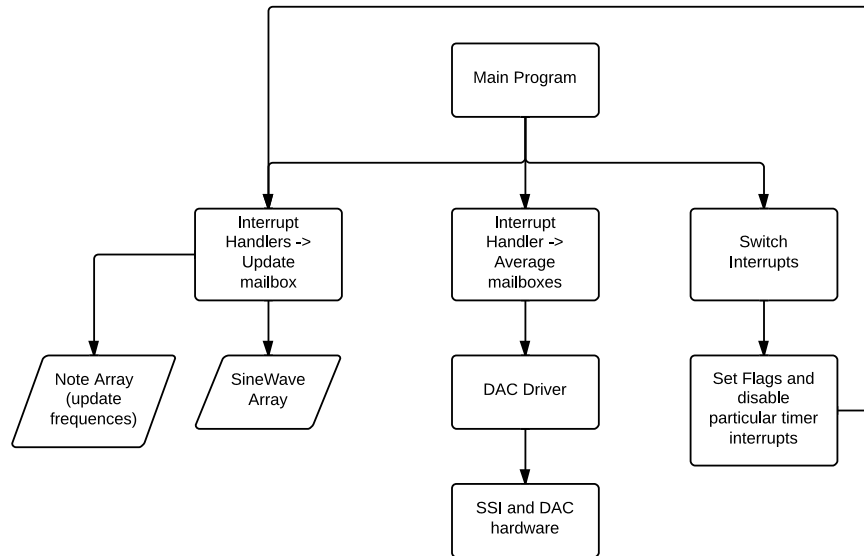 Main Program
Interrupt
Handlers ->
Update
mailbox
Interrupt
Handler ->
Average
mailboxes
Switch
Interrupts
Note Array
(update
frequences)
SineWave
Array
DAC Driver
Set Flags and
disable
particular timer
interrupts
SSI and DAC
hardware